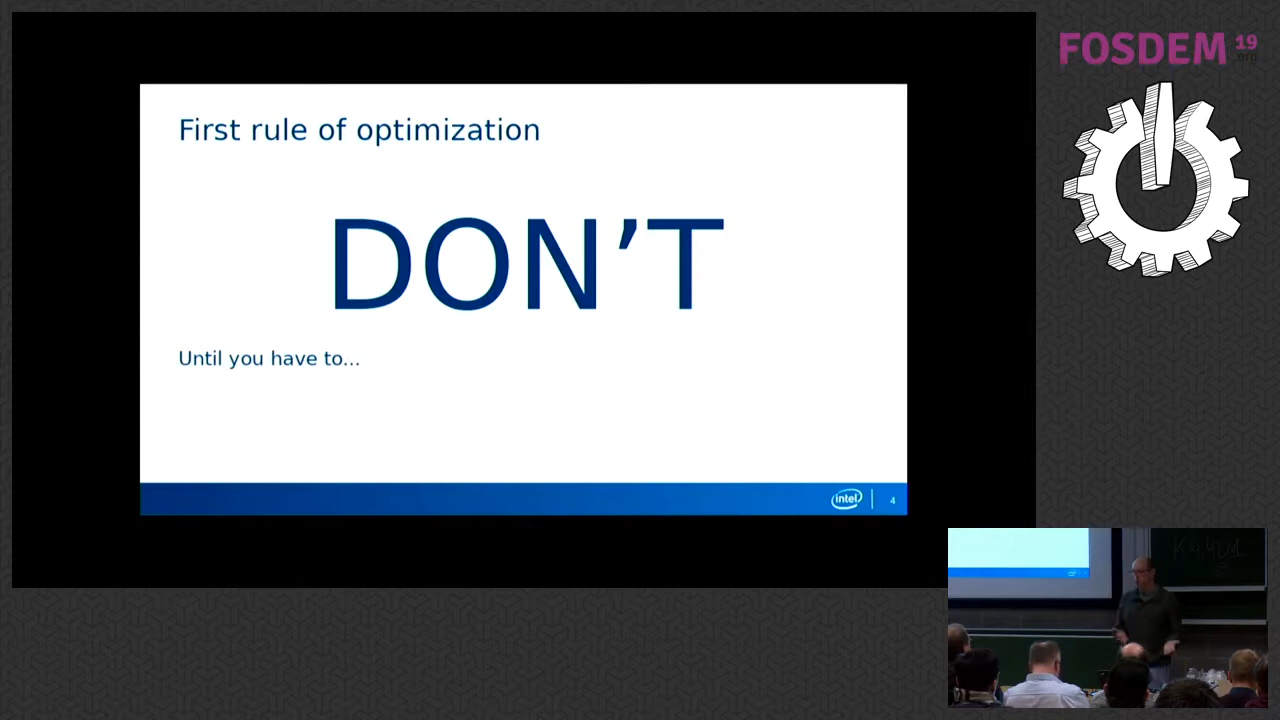 First rule of optimization
DON’T
Until you have to...
intel
4
FOSDEM 19
.org